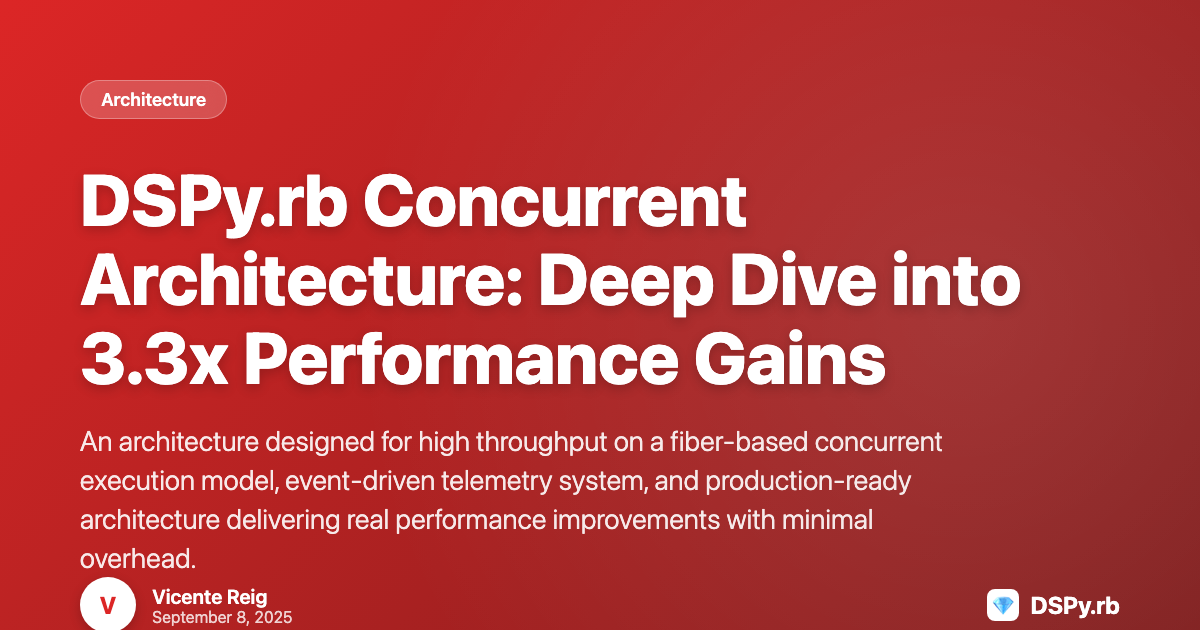 Architecture
DSPy.rb Concurrent
Architecture: Deep Dive into
3.3x Performance Gains
An architecture designed for high throughput on a fiber-based concurrent
execution model, event-driven telemetry system, and production-ready
architecture delivering real performance improvements with minimal
overhead.
V
Vicente Reig
September 8, 2025
DSPy.rb